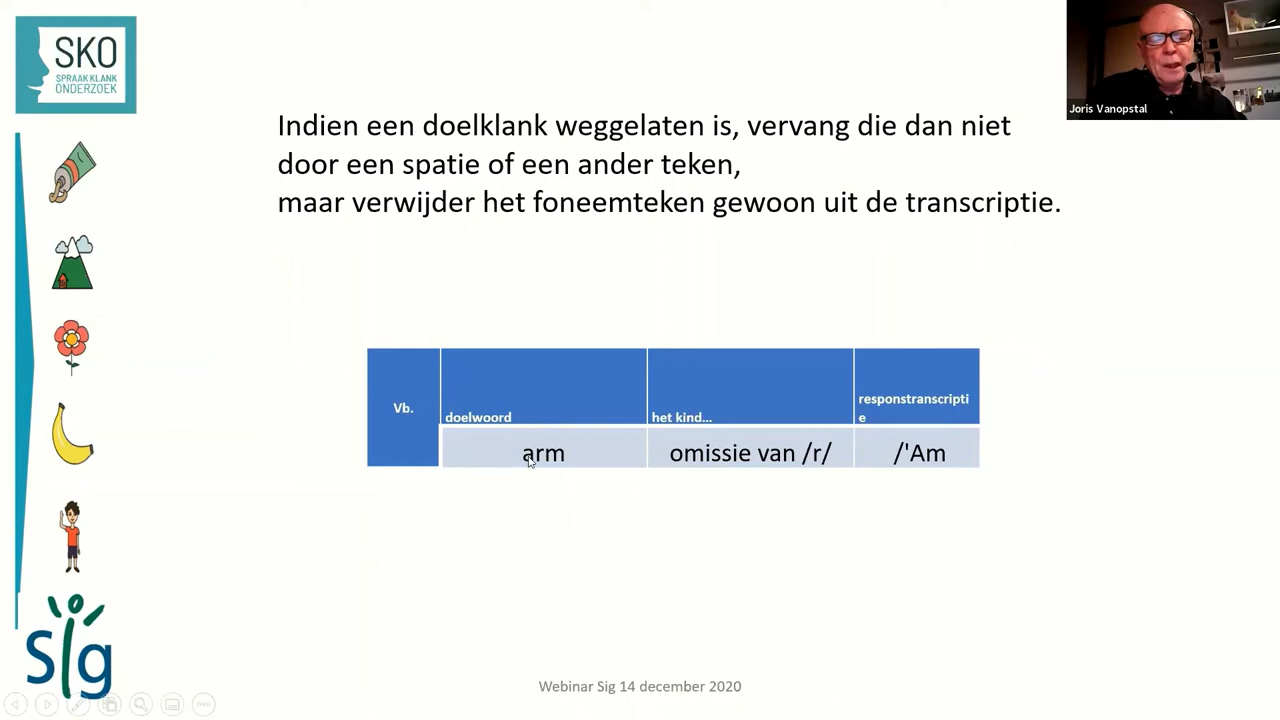 SKO
SPRAAK KLANK
ONDERZOEK
Joris Vanopstal
Indien een doelklank weggelaten is, vervang die dan niet
door een spatie of een ander teken,
maar verwijder het foneemteken gewoon uit de transcriptie.
Vb.
doelwoord
het kind...
responstranscripti
e
arm
omissie van /r/
/'Am
sig
Webinar Sig 14 december 2020